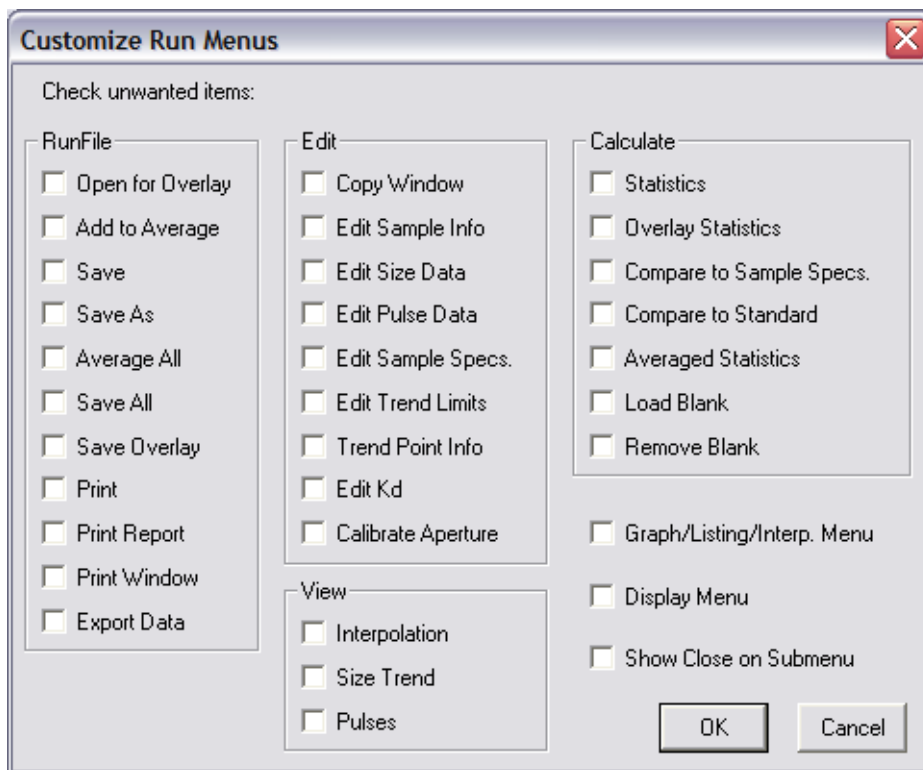 Customize Run Menus
Check unwanted items:
RunFile
Open for Overlay
Add to Average
Save
Save As
Average All
Save All
Save Overlay
Print
Print Report
Print Window
Export Data
Edit
Copy Window
Edit Sample Info
Edit Size Data
Edit Pulse Data
Edit Sample Specs.
Edit Trend Limits
Trend Point Info
Edit Kd
Calibrate Aperture
View
Interpolation
Size Trend
Pulses
Calculate
Statistics
Overlay Statistics
Compare to Sample Specs.
Compare to Standard
Averaged Statistics
Load Blank
Remove Blank
Graph/Listing/Interp. Menu
Display Menu
Show Close on Submenu
OK
Cancel